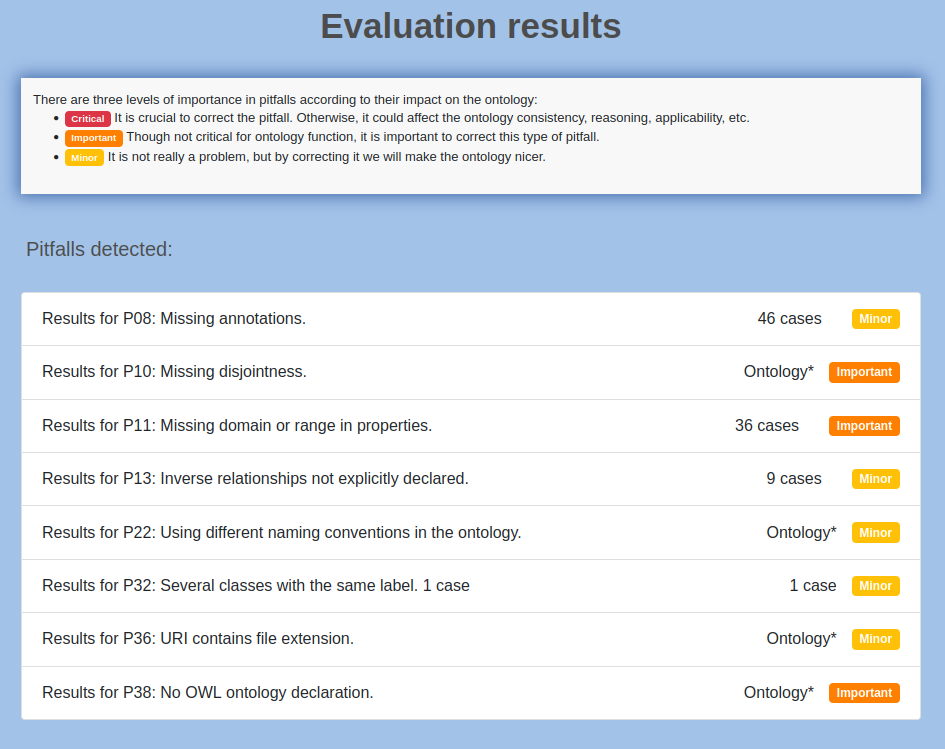 Evaluation results
There are three levels of importance in pitfalls according to their impact on the ontology:
• Critical It is crucial to correct the pitfall. Otherwise, it could affect the ontology consistency, reasoning, applicability, etc.
• Important Though not critical for ontology function, it is important to correct this type of pitfall.
• Minor It is not really a problem, but by correcting it we will make the ontology nicer.
Pitfalls detected:
Results for P08: Missing annotations. 46 cases Minor
Results for P10: Missing disjointness. Ontology* Important
Results for P11: Missing domain or range in properties. 36 cases Important
Results for P13: Inverse relationships not explicitly declared. 9 cases Minor
Results for P22: Using different naming conventions in the ontology. Ontology* Minor
Results for P32: Several classes with the same label. 1 case 1 case Minor
Results for P36: URI contains file extension. Ontology* Minor
Results for P38: No OWL ontology declaration. Ontology* Important